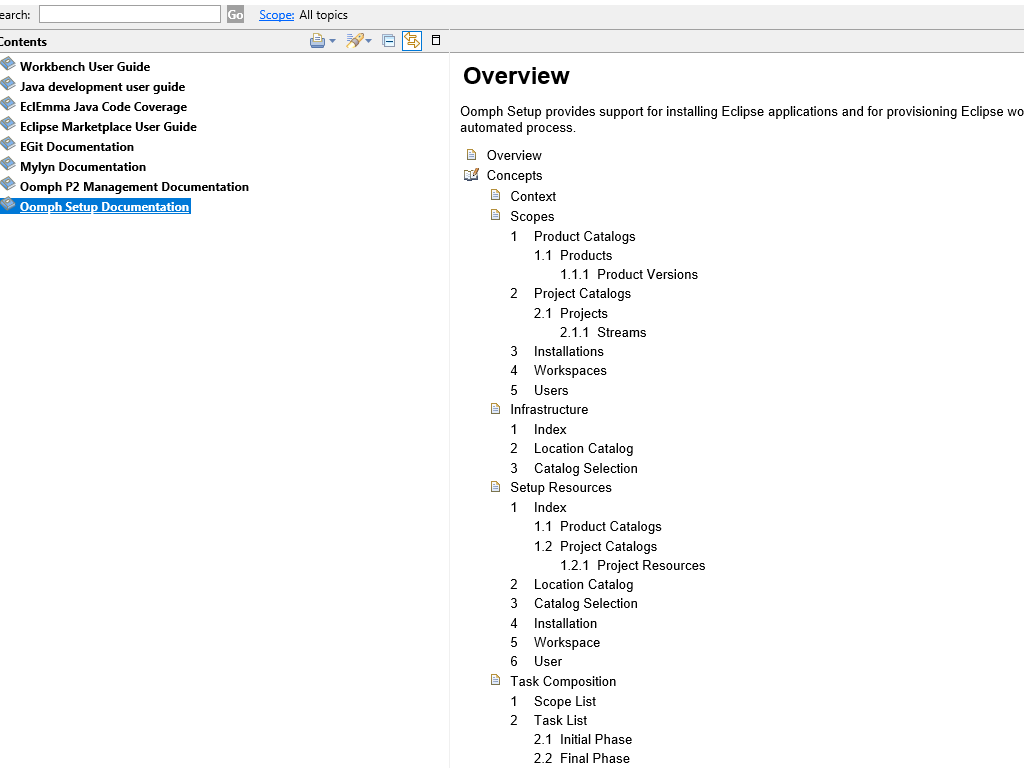 earch: Go Scope: All topics
Contents
Workbench User Guide
Java development user guide
EclEmma Java Code Coverage
Eclipse Marketplace User Guide
EGit Documentation
Mylyn Documentation
Oomph P2 Management Documentation
Oomph Setup Documentation
Overview
Oomph Setup provides support for installing Eclipse applications and for provisioning Eclipse wo
automated process.
Overview
Concepts
Context
Scopes
1 Product Catalogs
1.1 Products
1.1.1 Product Versions
2 Project Catalogs
2.1 Projects
2.1.1 Streams
3 Installations
4 Workspaces
5 Users
Infrastructure
1 Index
2 Location Catalog
3 Catalog Selection
Setup Resources
1 Index
1.1 Product Catalogs
1.2 Project Catalogs
1.2.1 Project Resources
2 Location Catalog
3 Catalog Selection
4 Installation
5 Workspace
6 User
Task Composition
1 Scope List
2 Task List
2.1 Initial Phase
2.2 Final Phase